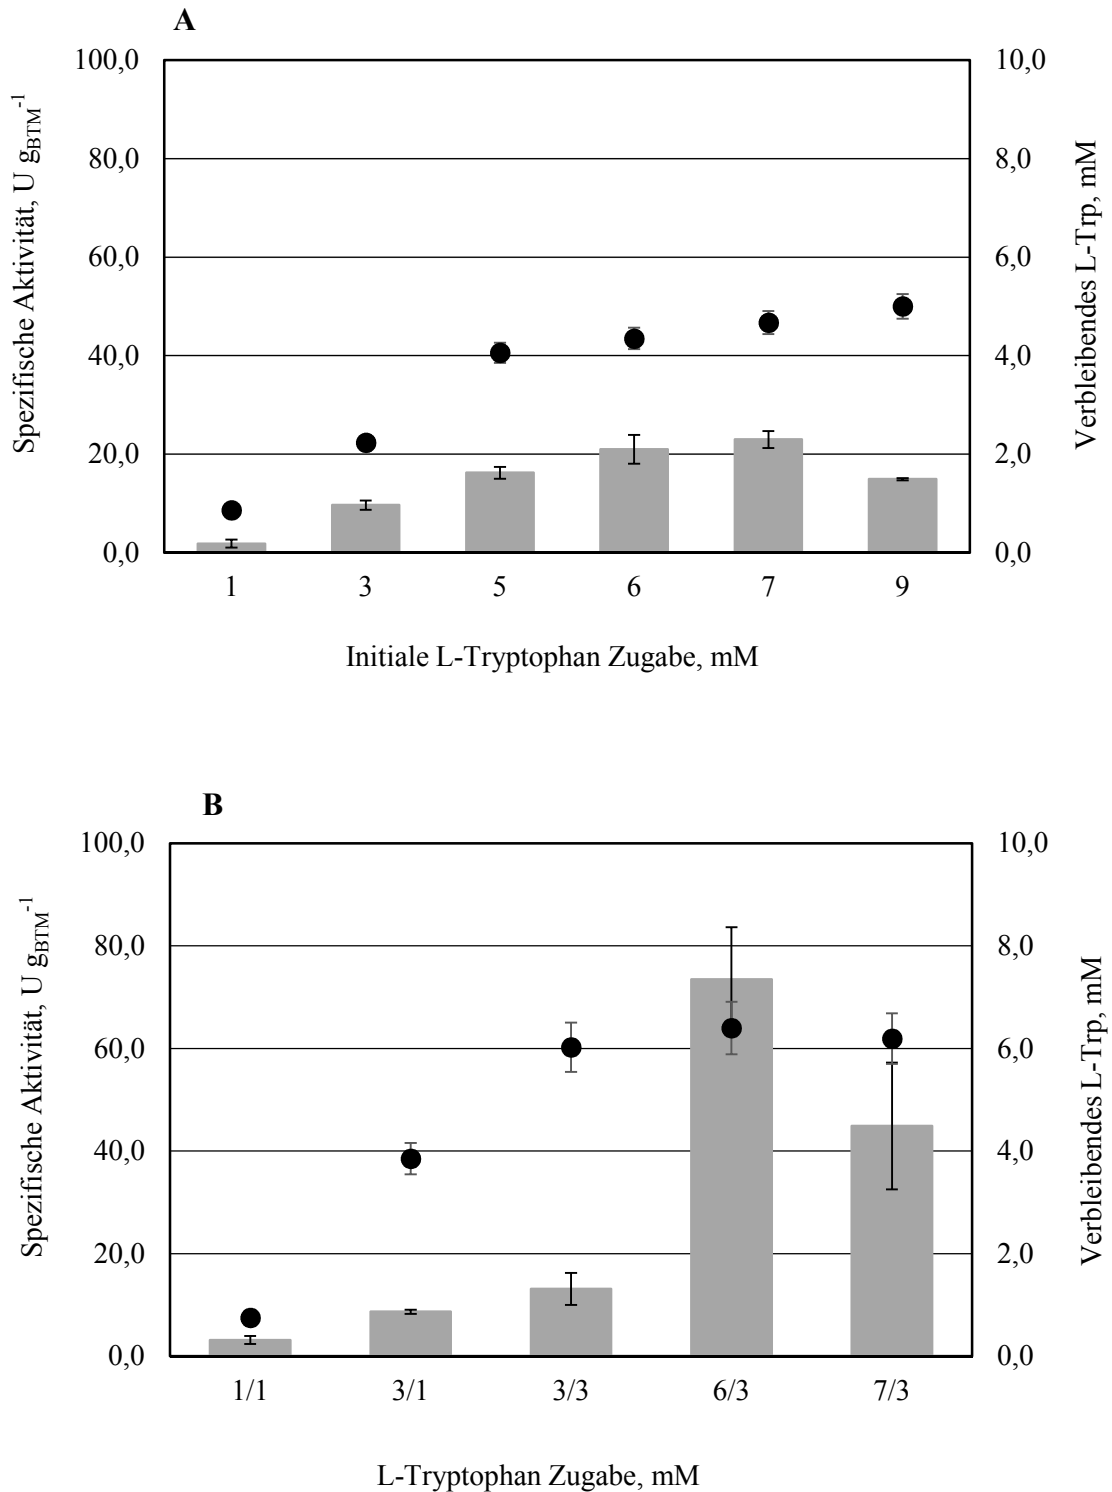 A
100,0 10,0
80,0 8,0
60,0 6,0
40,0 4,0
20,0 2,0
0,0 0,0
Spezifische Aktivität, U gBTM-1
Verbleibendes L-Trp, mM
1 3 5 6 7 9
Initiale L-Tryptophan Zugabe, mM
B
100,0 10,0
80,0 8,0
60,0 6,0
40,0 4,0
20,0 2,0
0,0 0,0
Spezifische Aktivität, U gBTM-1
Verbleibendes L-Trp, mM
1/1 3/1 3/3 6/3 7/3
L-Tryptophan Zugabe, mM